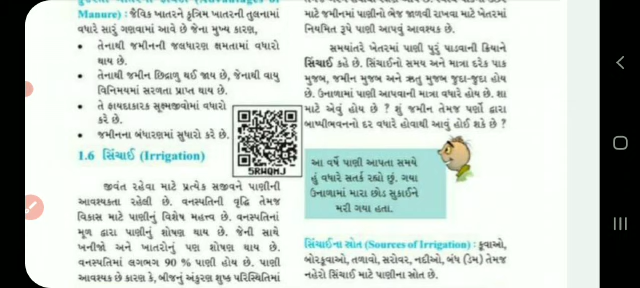 Manure) : જૈવિક ખાતરને કૃત્રિમ ખાતરની તુલનામાં
વધારે સારું ગણવામાં આવે છે જેના મુખ્ય કારણ,
• તેનાથી જમીનની જલધારણ ક્ષમતામાં વધારો
થાય છે.
• તેનાથી જમીન છિદ્રાળુ થઈ જાય છે, જેનાથી વાયુ
વિનિમયમાં સરળતા પ્રાપ્ત થાય છે.
• તે ફાયદાકારક સૂક્ષ્મજીવોમાં વધારો
કરે છે.
• જમીનના બંધારણમાં સુધારો કરે છે.
1.6 સિંચાઈ (Irrigation)
જીવંત રહેવા માટે પ્રત્યેક સજીવને પાણીની
આવશ્યકતા રહેલી છે. વનસ્પતિની વૃદ્ધિ તેમજ
વિકાસ માટે પાણીનું વિશેષ મહત્ત્વ છે. વનસ્પતિનાં
મૂળ દ્વારા પાણીનું શોષણ થાય છે. જેની સાથે
ખનીજો અને ખાતરોનું પણ શોષણ થાય છે.
વનસ્પતિમાં લગભગ 90 % પાણી હોય છે. પાણી
આવશ્યક છે કારણ કે, બીજનું અંકુરણ શુષ્ક પરિસ્થિતિમાં
5RWQMJ
માટે જમીનમાં પાણીનો ભેજ જાળવી રાખવા માટે ખેતરમાં
નિયમિત રૂપે પાણી આપવું આવશ્યક છે.
સમયાંતરે ખેતરમાં પાણી પુરું પાડવાની ક્રિયાને
સિંચાઈ કહે છે. સિંચાઈનો સમય અને માત્રા દરેક પાક
મુજબ, જમીન મુજબ અને ઋતુ મુજબ જુદા-જુદા હોય
છે. ઉનાળામાં પાણી આપવાની માત્રા વધારે હોય છે. શા
માટે એવું હોય છે ? શું જમીન તેમજ પર્ણો દ્વારા
બાષ્પીભવનનો દર વધારે હોવાથી આવું હોઈ શકે છે ?
આ વર્ષે પાણી આપતા સમયે
હું વધારે સતર્ક રહ્યો છું. ગયા
ઉનાળામાં મારા છોડ સુકાઈને
મરી ગયા હતા.
સિંચાઈના સ્રોત (Sources of Irrigation) : કૂવાઓ,
બોરકૂવાઓ, તળાવો, સરોવર, નદીઓ, બંધ (ડેમ) તેમજ
નહેરો સિંચાઈ માટે પાણીના સ્રોત છે.